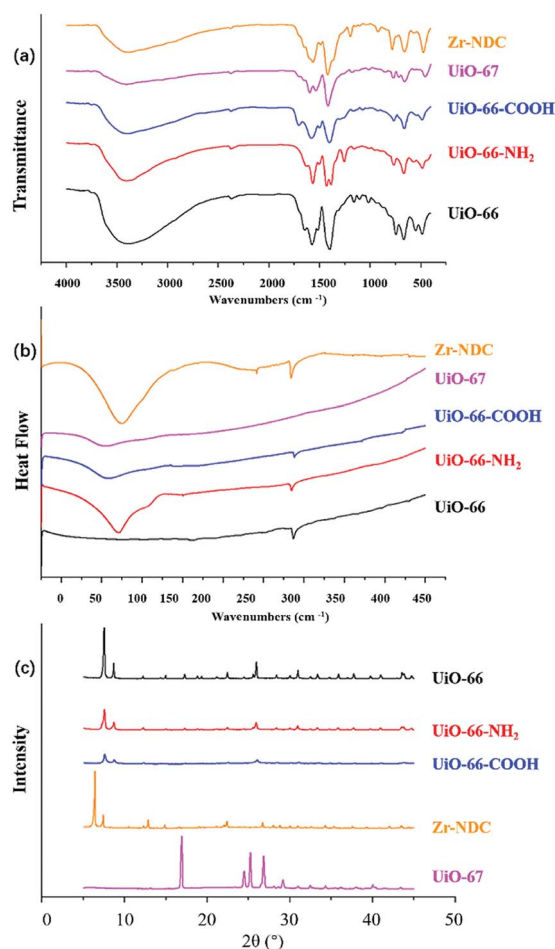 (a)
Zr-NDC
UiO-67
UiO-66-COOH
UiO-66-NH₂
UiO-66
Transmittance
4000 3500 3000 2500 2000 1500 1000 500
Wavenumbers (cm ⁻¹)
(b)
Zr-NDC
UiO-67
UiO-66-COOH
UiO-66-NH₂
UiO-66
Heat Flow
0 50 100 150 200 250 300 350 400 450
Wavenumbers (cm ⁻¹)
(c)
UiO-66
UiO-66-NH₂
UiO-66-COOH
Zr-NDC
UiO-67
Intensity
0 10 20 30 40 50
2θ (°)